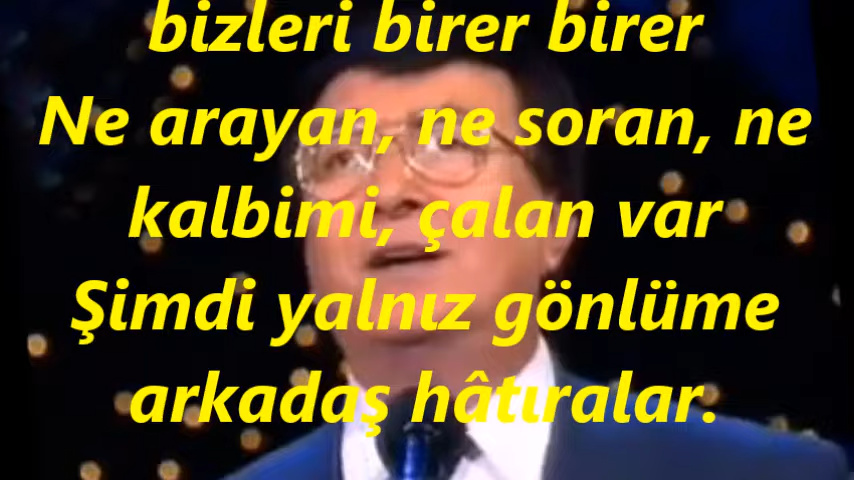 bizleri birer birer
Ne arayan, ne soran, ne
kalbimi, çalan var
Şimdi yalnız gönlüme
arkadaş hâtıralar.